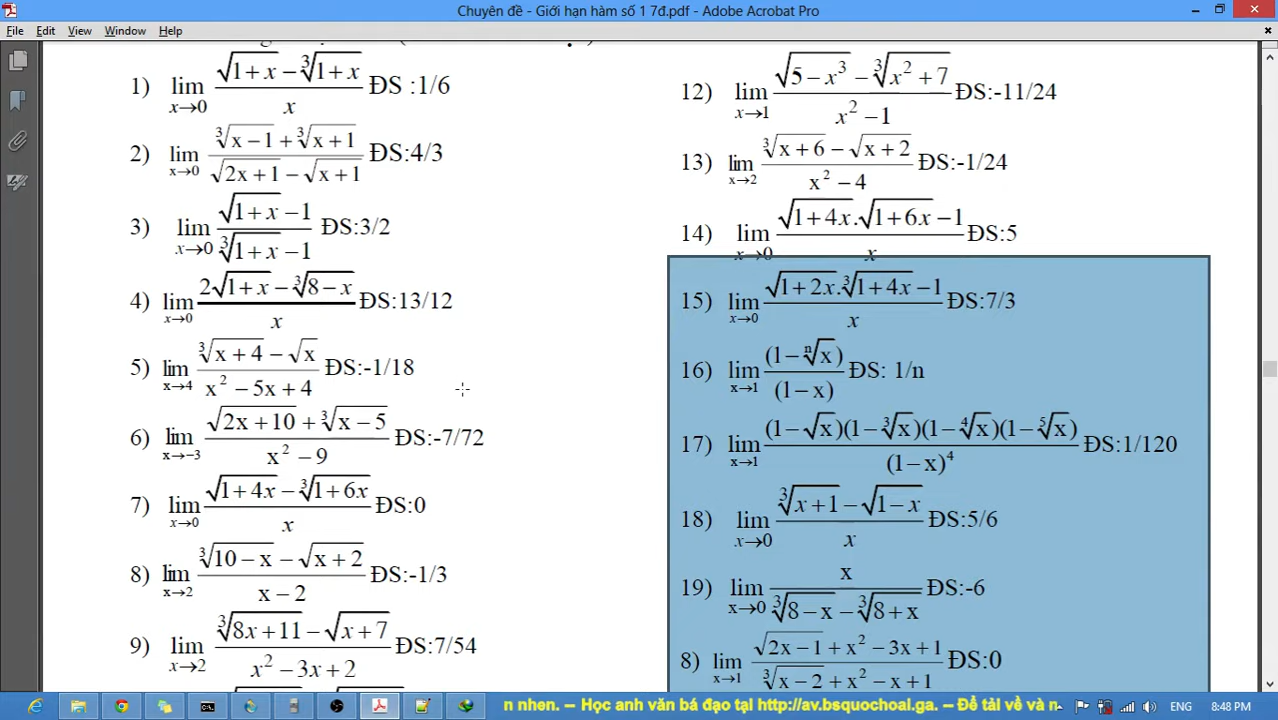 Chuyên đề - Giới hạn hàm số 1 7đ.pdf - Adobe Acrobat Pro
File Edit View Window Help
1) lim x→0 (√(1+x) − ∛(1+x)) / x ĐS :1/6
2) lim x→0 (∛(x−1) + ∛(x+1)) / (√(2x+1) − √(x+1)) ĐS:4/3
3) lim x→0 (√(1+x) − 1) / (∛(1+x) − 1) ĐS:3/2
4) lim x→0 (2√(1+x) − ∛(8−x)) / x ĐS:13/12
5) lim x→4 (∛(x+4) − √x) / (x² − 5x + 4) ĐS:-1/18
6) lim x→−3 (√(2x+10) + ∛(x−5)) / (x² − 9) ĐS:-7/72
7) lim x→0 (√(1+4x) − ∛(1+6x)) / x ĐS:0
8) lim x→2 (∛(10−x) − √(x+2)) / (x−2) ĐS:-1/3
9) lim x→2 (∛(8x+11) − √(x+7)) / (x² − 3x + 2) ĐS:7/54
12) lim x→1 (√(5−x³) − ∛(x²+7)) / (x² − 1) ĐS:-11/24
13) lim x→2 (∛(x+6) − √(x+2)) / (x² − 4) ĐS:-1/24
14) lim x→0 (√(1+4x).√(1+6x) − 1) / x ĐS:5
15) lim x→0 (√(1+2x).∛(1+4x) − 1) / x ĐS:7/3
16) lim x→1 (1 − ⁿ√x) / (1 − x) ĐS: 1/n
17) lim x→1 (1−√x)(1−∛x)(1−∜x)(1−⁵√x) / (1−x)⁴ ĐS:1/120
18) lim x→0 (∛(x+1) − √(1−x)) / x ĐS:5/6
19) lim x→0 x / (∛(8−x) − ∛(8+x)) ĐS:-6
8) lim x→1 (√(2x−1) + x² − 3x + 1) / (∛(x−2) + x² − x + 1) ĐS:0
n nhen. -- Học anh văn bá đạo tại http://av.bsquochoai.ga. -- Để tải về và n
ENG 8:48 PM